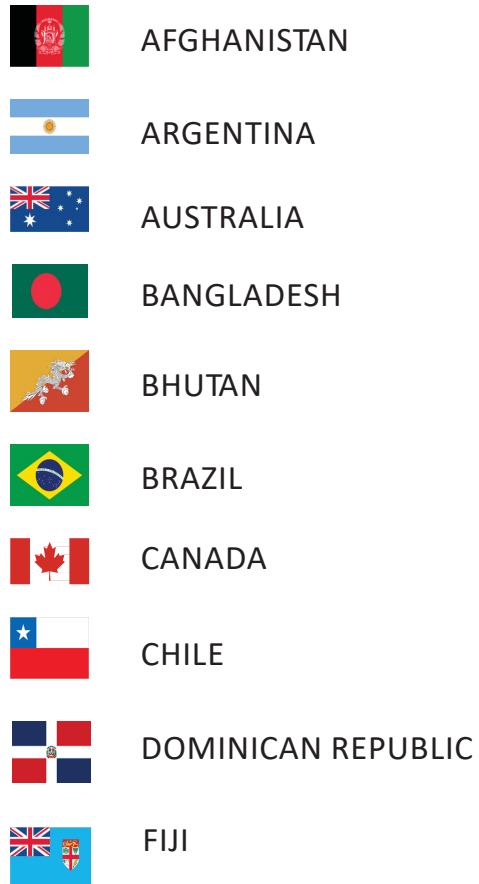 AFGHANISTAN
ARGENTINA
AUSTRALIA
BANGLADESH
BHUTAN
BRAZIL
CANADA
CHILE
DOMINICAN REPUBLIC
FIJI